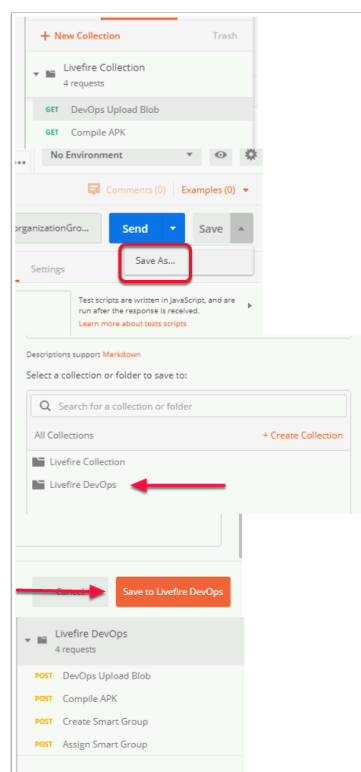 + New Collection Trash
Livefire Collection
4 requests
GET DevOps Upload Blob
GET Compile APK
... No Environment
Comments (0) Examples (0)
organizationGro... Send Save
Save As...
Settings
Test scripts are written in JavaScript, and are
run after the response is received.
Learn more about tests scripts
Descriptions support Markdown
Select a collection or folder to save to:
Search for a collection or folder
All Collections + Create Collection
Livefire Collection
Livefire DevOps
Cancel Save to Livefire DevOps
Livefire DevOps
4 requests
POST DevOps Upload Blob
POST Compile APK
POST Create Smart Group
POST Assign Smart Group